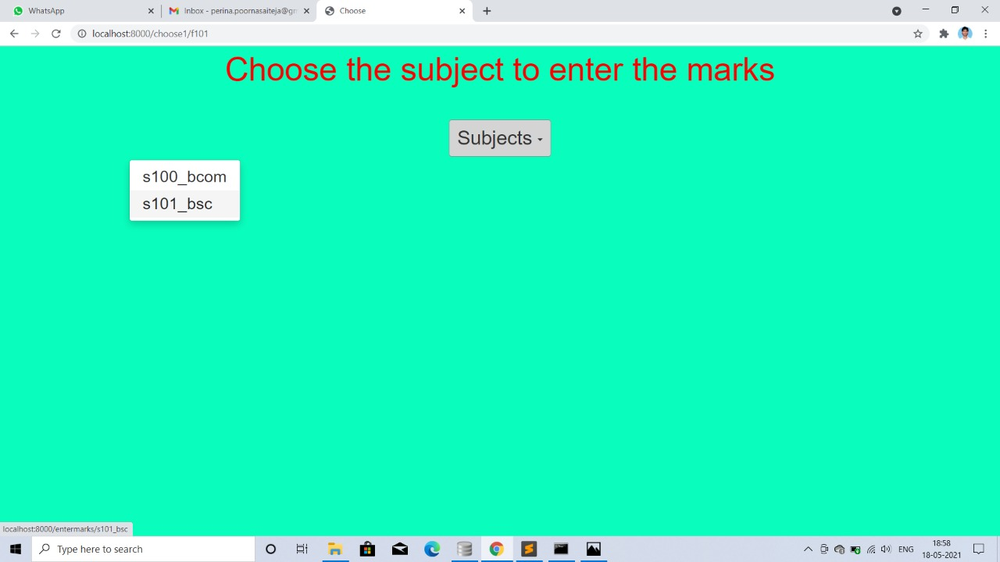 WhatsApp
Inbox - perina.poornasaiteja@gr
Choose
localhost:8000/choose1/f101
Choose the subject to enter the marks
Subjects
s100_bcom
s101_bsc
localhost:8000/entermarks/s101_bsc
Type here to search
ENG
18:58
18-05-2021